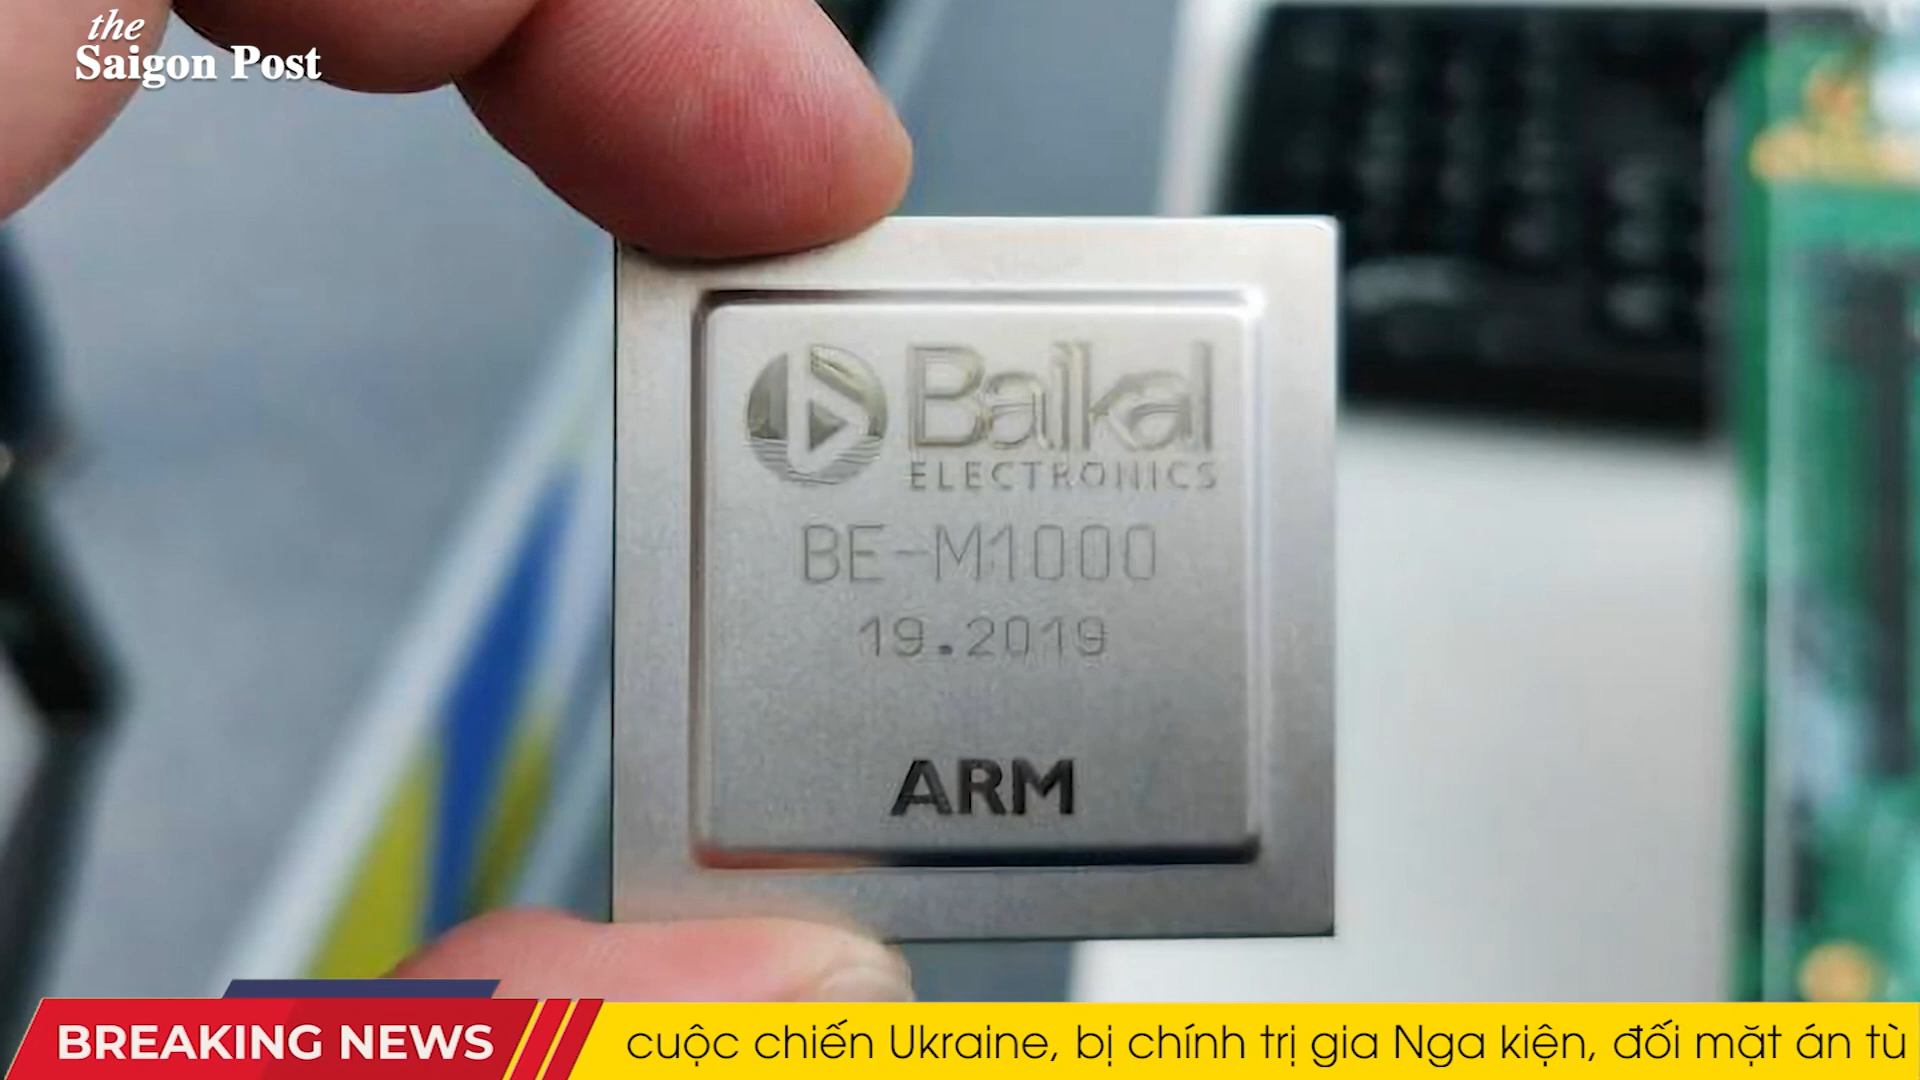 the
Saigon Post
Baikal
ELECTRONICS
BE-M1000
19.2019
ARM
BREAKING NEWS
cuộc chiến Ukraine, bị chính trị gia Nga kiện, đối mặt án tù